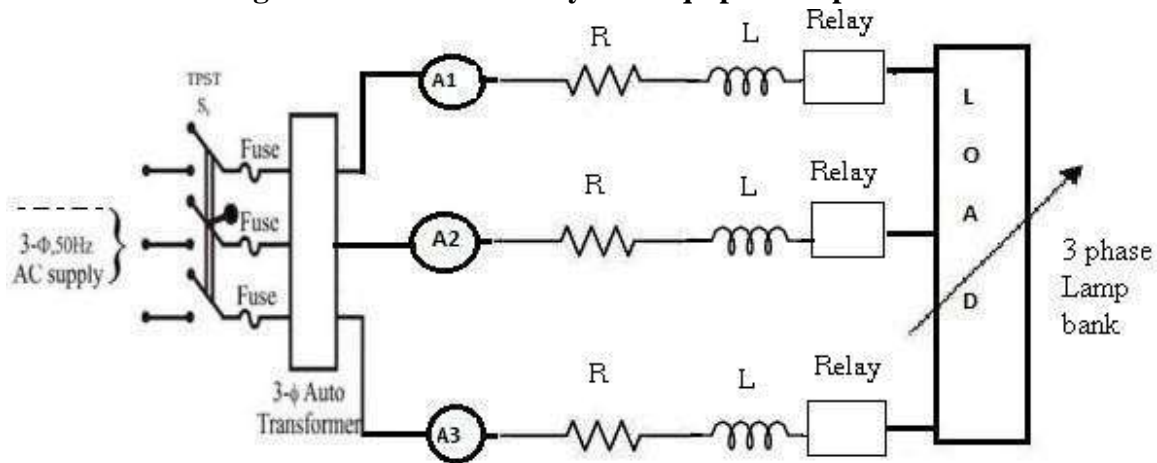 R
L
Relay
TPST
S₁
A1
Fuse
L
O
A
D
R
L
Relay
Fuse
A2
3-Φ,50Hz
AC supply
3 phase
Lamp
bank
Fuse
R
L
Relay
3-ϕ Auto
Transformer
A3